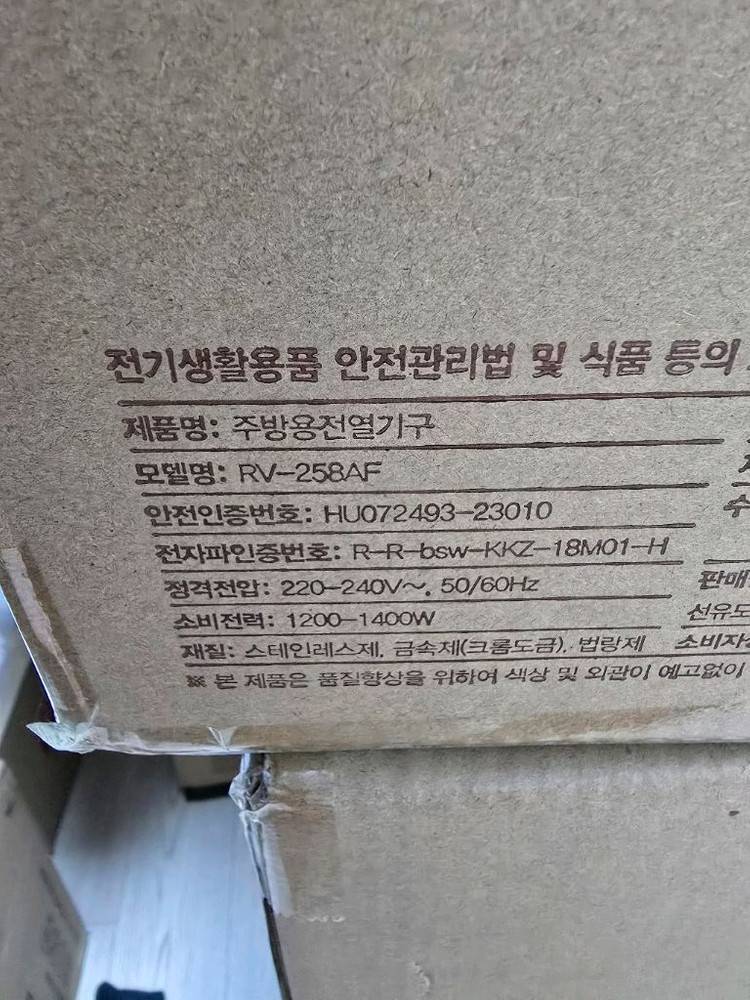 전기생활용품 안전관리법 및 식품 등의
제품명: 주방용전열기구
모델명: RV-258AF
안전인증번호: HU072493-23010
수
전자파인증번호: R-R-bsw-KKZ-18M01-H
정격전압: 220-240V~, 50/60Hz
판매
소비전력: 1200-1400W
선유도
재질: 스테인레스제, 금속제(크롬도금), 법랑제
소비자상
※ 본 제품은 품질향상을 위하여 색상 및 외관이 예고없이